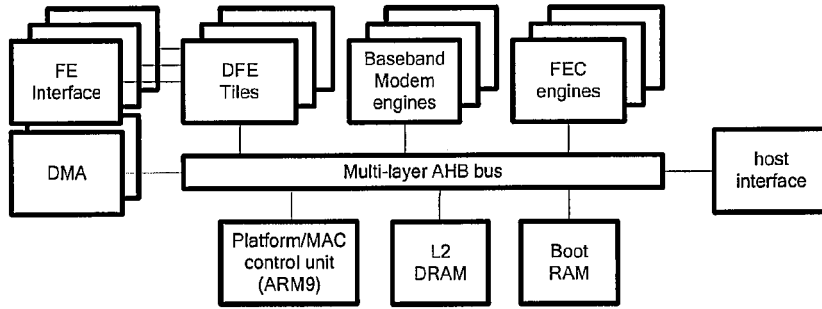 FE
Interface
DFE
Tiles
Baseband
Modem
engines
FEC
engines
DMA
Multi-layer AHB bus
host
interface
Platform/MAC
control unit
(ARM9)
L2
DRAM
Boot
RAM